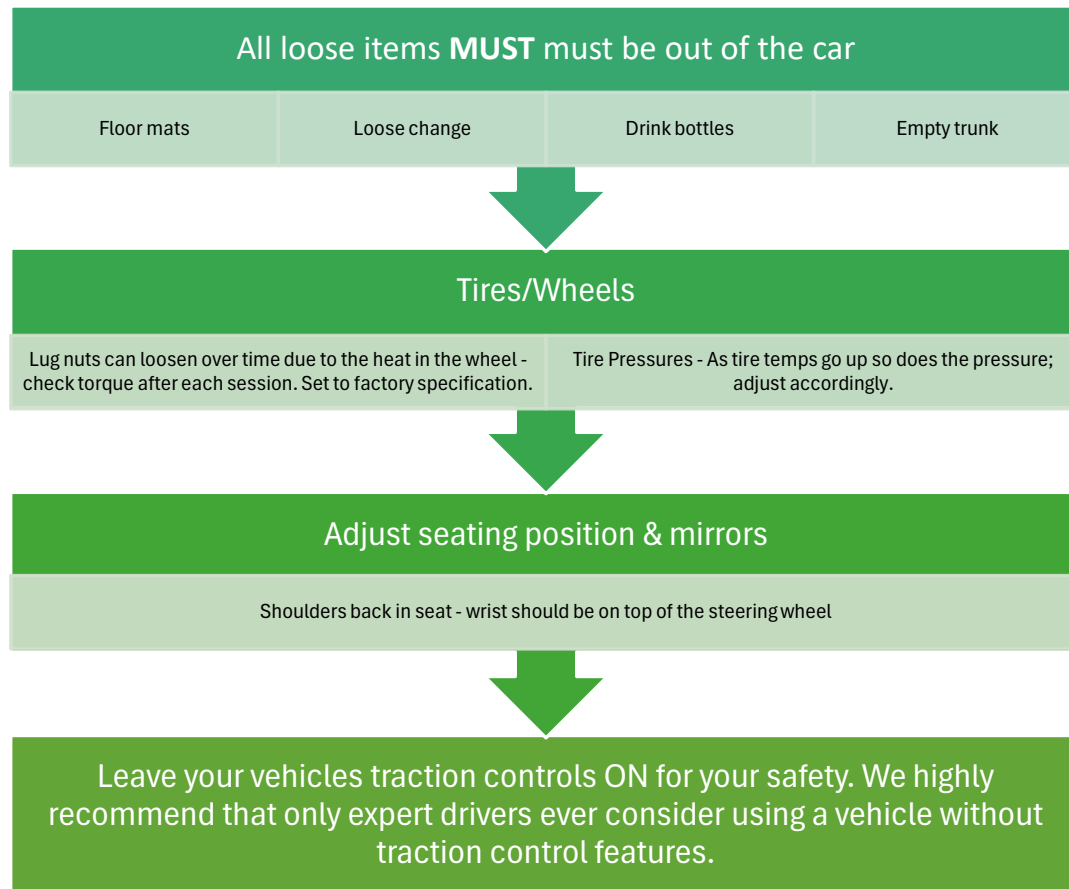 All loose items MUST must be out of the car
Floor mats
Loose change
Drink bottles
Empty trunk
Tires/Wheels
Lug nuts can loosen over time due to the heat in the wheel -
check torque after each session. Set to factory specification.
Tire Pressures - As tire temps go up so does the pressure;
adjust accordingly.
Adjust seating position & mirrors
Shoulders back in seat - wrist should be on top of the steering wheel
Leave your vehicles traction controls ON for your safety. We highly
recommend that only expert drivers ever consider using a vehicle without
traction control features.